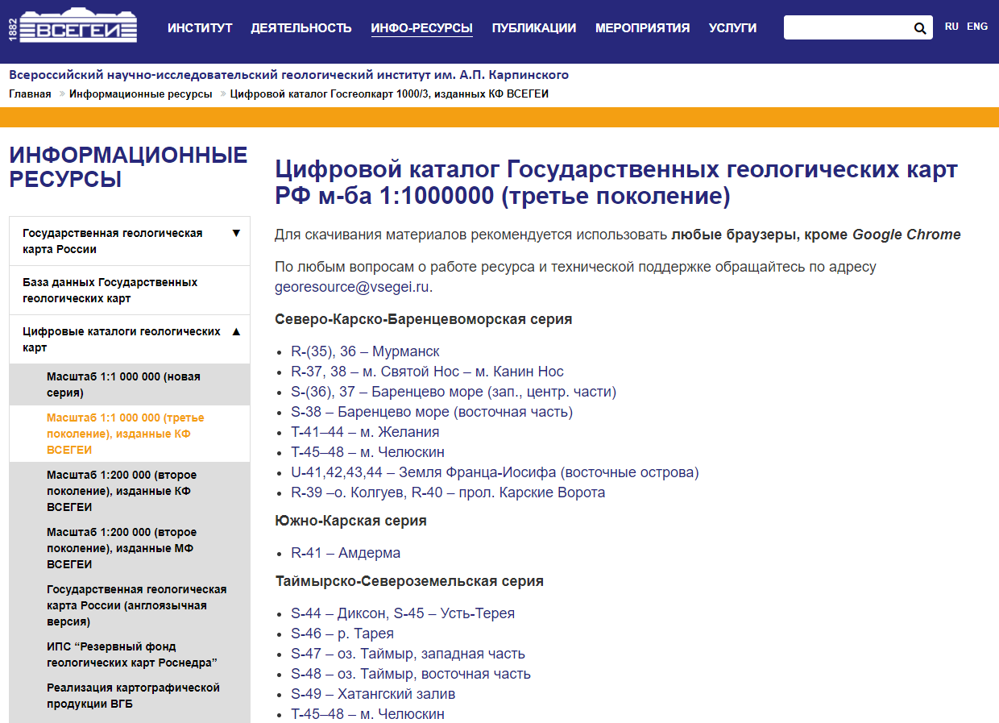 1882
ВСЕГЕИ
ИНСТИТУТ ДЕЯТЕЛЬНОСТЬ ИНФО-РЕСУРСЫ ПУБЛИКАЦИИ МЕРОПРИЯТИЯ УСЛУГИ
RU ENG
Всероссийский научно-исследовательский геологический институт им. А.П. Карпинского
Главная » Информационные ресурсы » Цифровой каталог Госгеолкарт 1000/3, изданных КФ ВСЕГЕИ
ИНФОРМАЦИОННЫЕ
РЕСУРСЫ
Государственная геологическая ▼
карта России
База данных Государственных
геологических карт
Цифровые каталоги геологических ▲
карт
Масштаб 1:1 000 000 (новая
серия)
Масштаб 1:1 000 000 (третье
поколение), изданные КФ
ВСЕГЕИ
Масштаб 1:200 000 (второе
поколение), изданные КФ
ВСЕГЕИ
Масштаб 1:200 000 (второе
поколение), изданные МФ
ВСЕГЕИ
Государственная геологическая
карта России (англоязычная
версия)
ИПС “Резервный фонд
геологических карт Роснедра”
Реализация картографической
продукции ВГБ
Цифровой каталог Государственных геологических карт
РФ м-ба 1:1000000 (третье поколение)
Для скачивания материалов рекомендуется использовать любые браузеры, кроме Google Chrome
По любым вопросам о работе ресурса и технической поддержке обращайтесь по адресу
georesource@vsegei.ru.
Северо-Карско-Баренцевоморская серия
• R-(35), 36 – Мурманск
• R-37, 38 – м. Святой Нос – м. Канин Нос
• S-(36), 37 – Баренцево море (зап., центр. части)
• S-38 – Баренцево море (восточная часть)
• T-41–44 – м. Желания
• T-45–48 – м. Челюскин
• U-41,42,43,44 – Земля Франца-Иосифа (восточные острова)
• R-39 –о. Колгуев, R-40 – прол. Карские Ворота
Южно-Карская серия
• R-41 – Амдерма
Таймырско-Североземельская серия
• S-44 – Диксон, S-45 – Усть-Терея
• S-46 – р. Тарея
• S-47 – оз. Таймыр, западная часть
• S-48 – оз. Таймыр, восточная часть
• S-49 – Хатангский залив
• T-45–48 – м. Челюскин